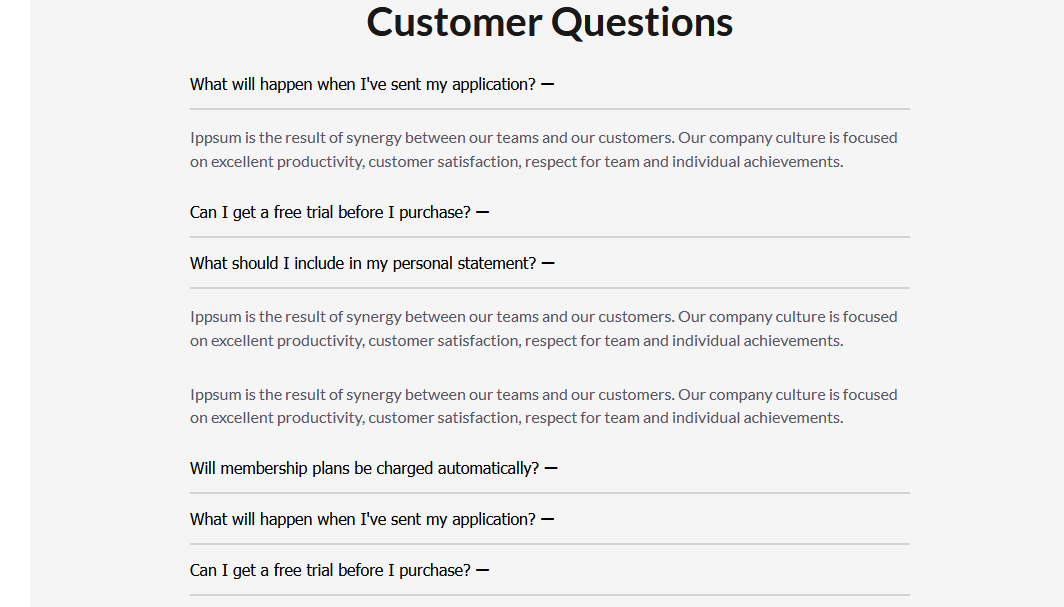 Customer Questions
What will happen when I've sent my application? —
Ippsum is the result of synergy between our teams and our customers. Our company culture is focused
on excellent productivity, customer satisfaction, respect for team and individual achievements.
Can I get a free trial before I purchase? —
What should I include in my personal statement? —
Ippsum is the result of synergy between our teams and our customers. Our company culture is focused
on excellent productivity, customer satisfaction, respect for team and individual achievements.
Ippsum is the result of synergy between our teams and our customers. Our company culture is focused
on excellent productivity, customer satisfaction, respect for team and individual achievements.
Will membership plans be charged automatically? —
What will happen when I've sent my application? —
Can I get a free trial before I purchase? —